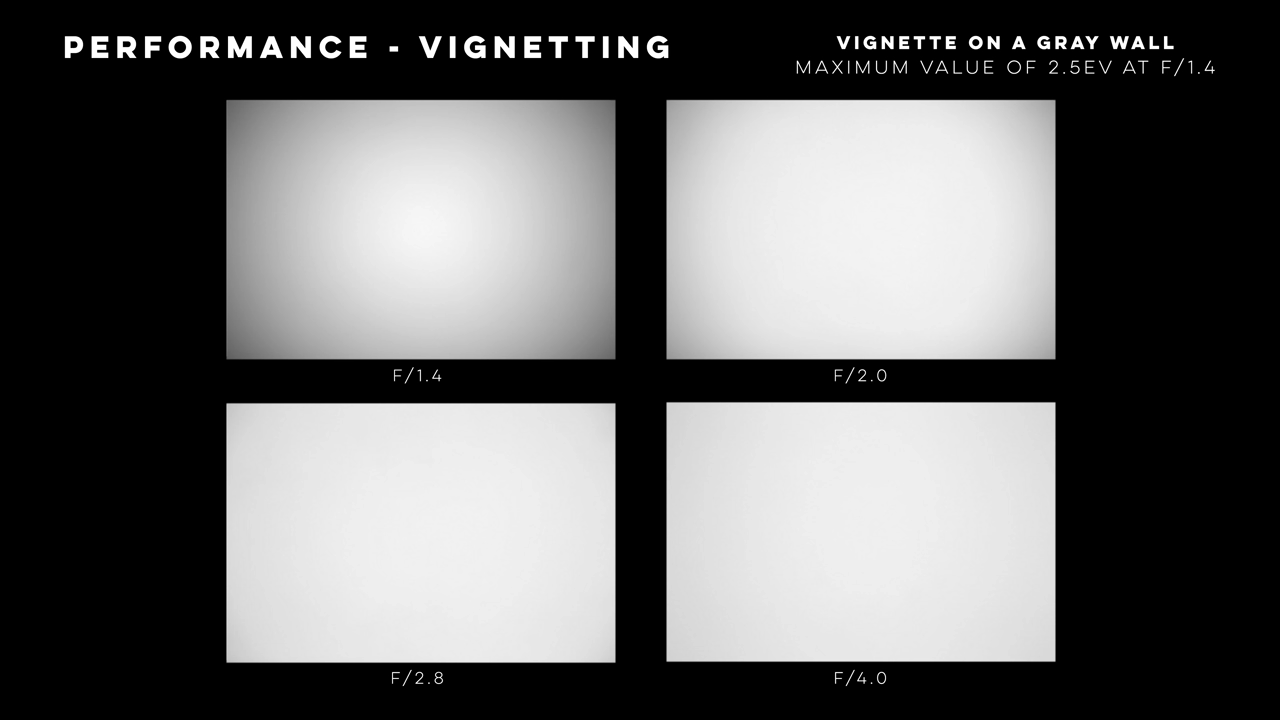 PERFORMANCE - VIGNETTING
VIGNETTE ON A GRAY WALL
MAXIMUM VALUE OF 2.5EV AT F/1.4
F/1.4
F/2.0
F/2.8
F/4.0